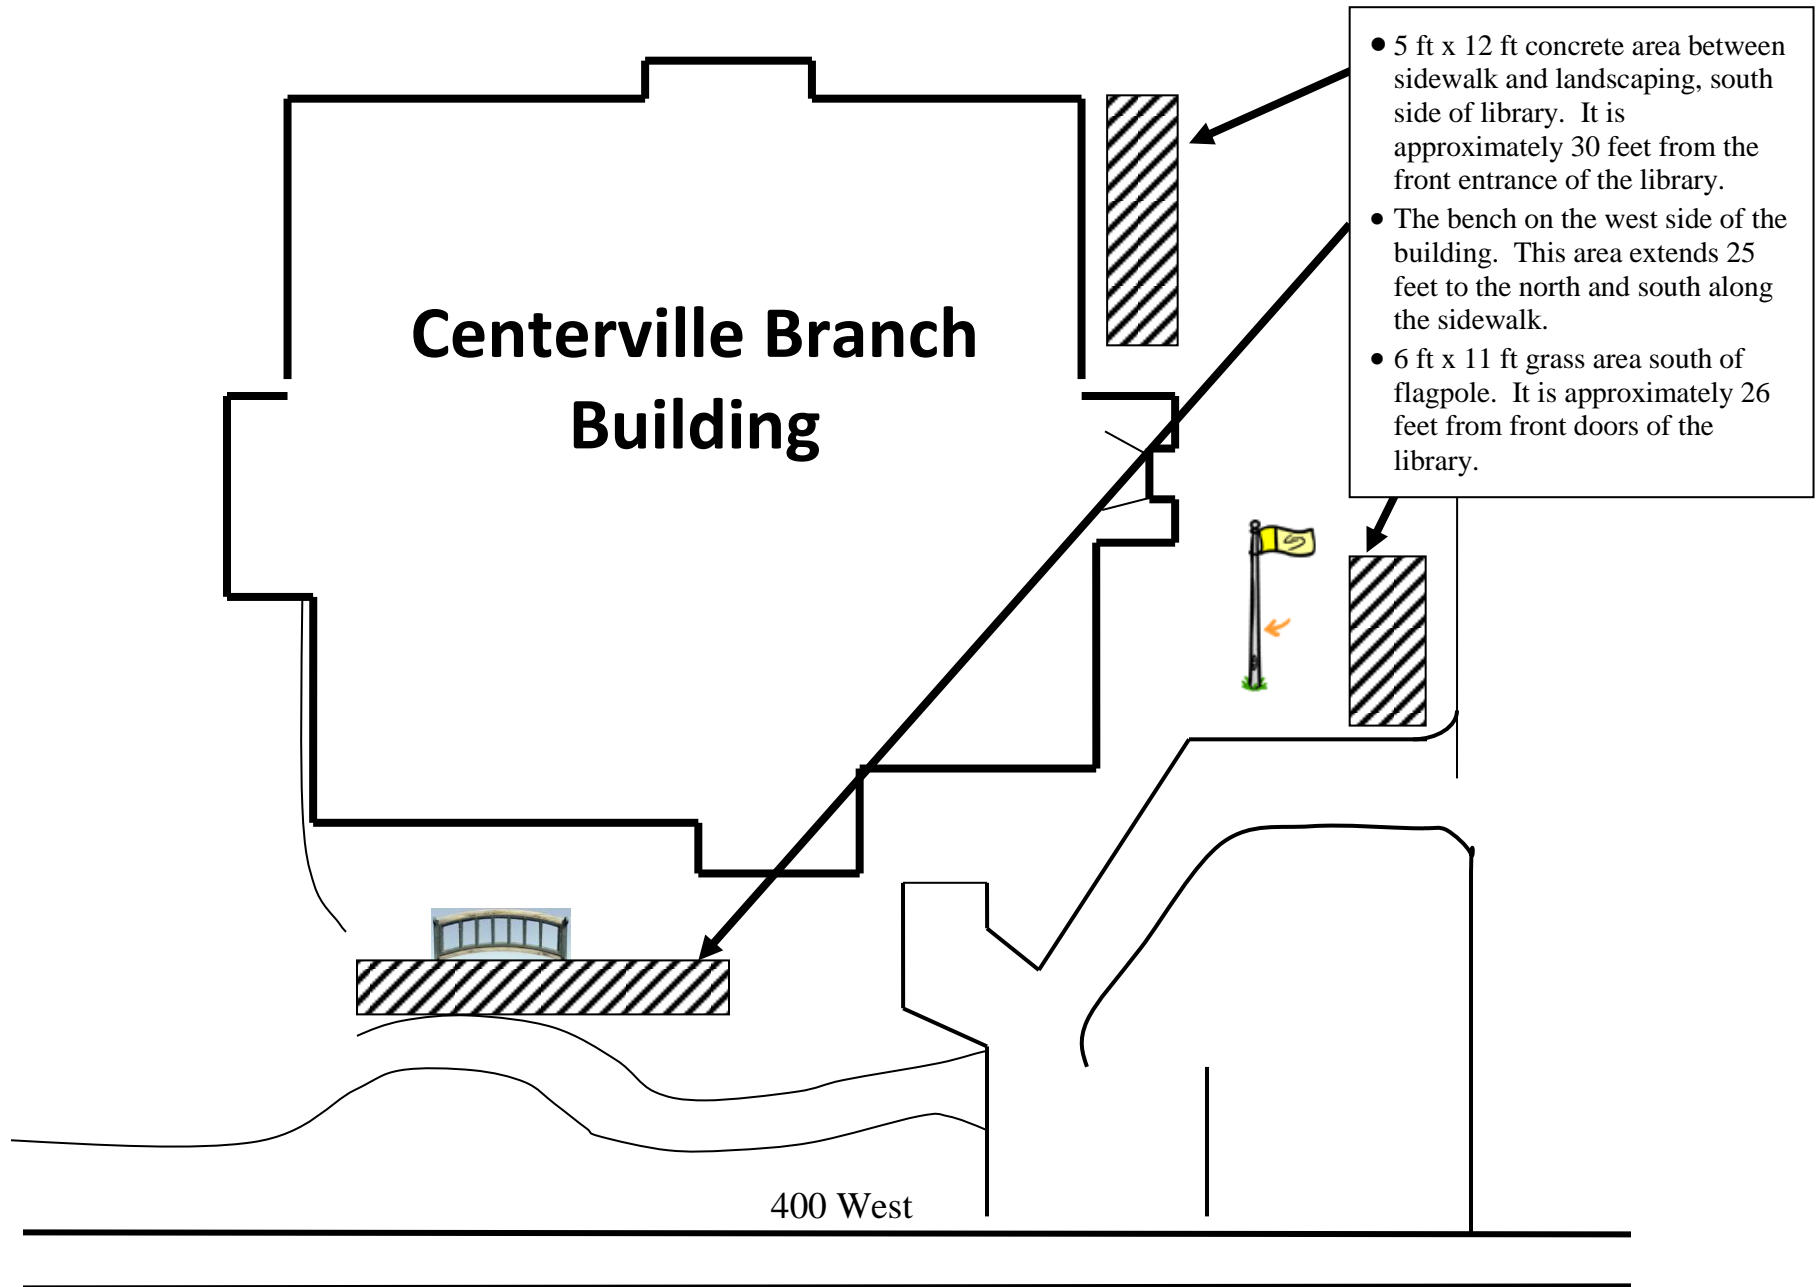 • 5 ft x 12 ft concrete area between
sidewalk and landscaping, south
side of library.  It is
approximately 30 feet from the
front entrance of the library.
• The bench on the west side of the
building.  This area extends 25
feet to the north and south along
the sidewalk.
• 6 ft x 11 ft grass area south of
flagpole.  It is approximately 26
feet from front doors of the
library.
Centerville Branch
Building
400 West